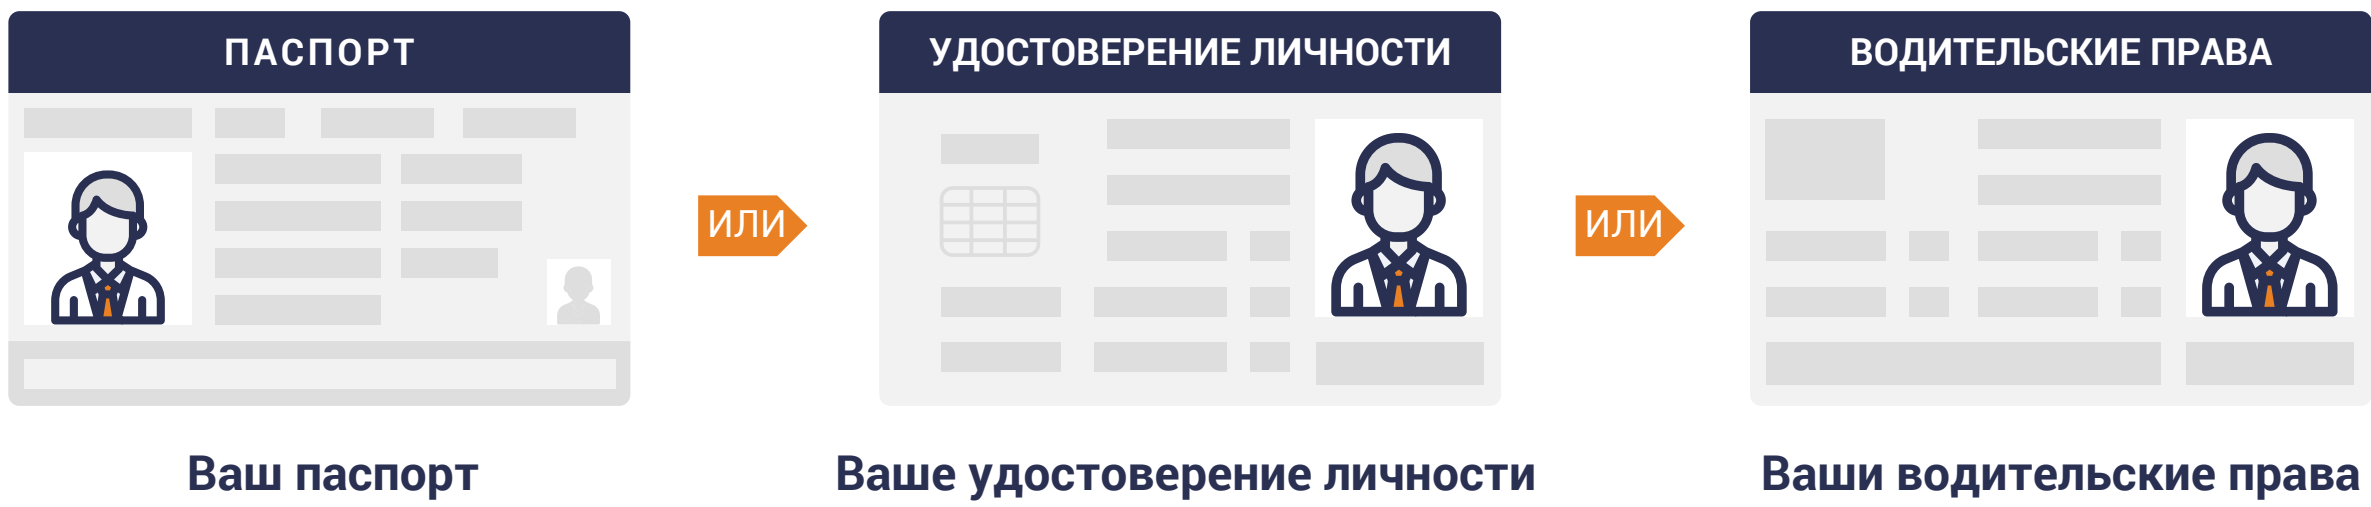 ПАСПОРТ
УДОСТОВЕРЕНИЕ ЛИЧНОСТИ
ВОДИТЕЛЬСКИЕ ПРАВА
ИЛИ
ИЛИ
Ваш паспорт
Ваше удостоверение личности
Ваши водительские права